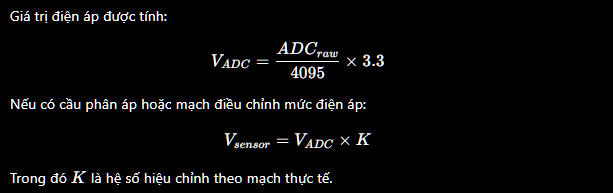 Giá trị điện áp được tính:
V_{ADC} = \frac{ADC_{raw}}{4095} × 3.3
Nếu có cầu phân áp hoặc mạch điều chỉnh mức điện áp:
V_{sensor} = V_{ADC} × K
Trong đó K là hệ số hiệu chỉnh theo mạch thực tế.